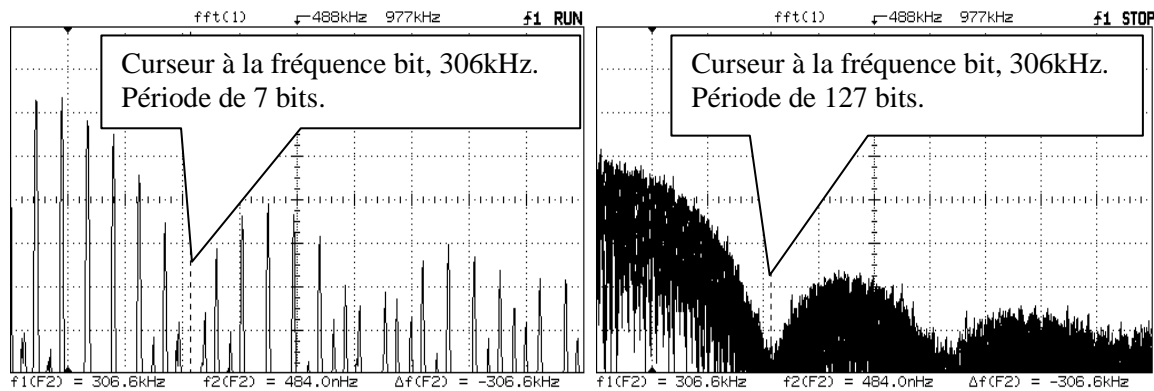 fft(1) -488kHz 977kHz f1 RUN
Curseur à la fréquence bit, 306kHz.
Période de 7 bits.
f1(F2) = 306.6kHz f2(F2) = 484.0nHz Δf(F2) = -306.6kHz
fft(1) -488kHz 977kHz f1 STOP
Curseur à la fréquence bit, 306kHz.
Période de 127 bits.
f1(F2) = 306.6kHz f2(F2) = 484.0nHz Δf(F2) = -306.6kHz